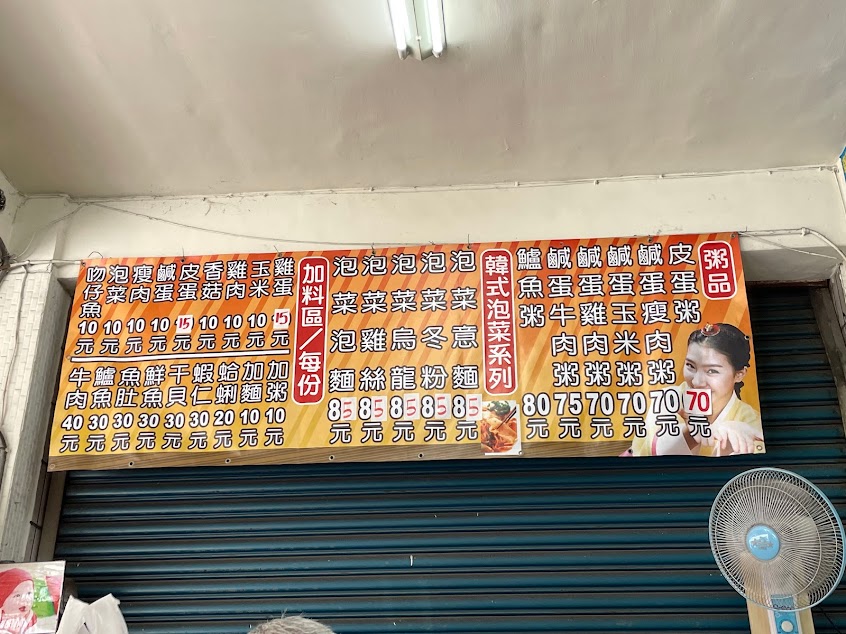 粥品
皮蛋粥70元
鹹蛋瘦肉粥70元
鹹蛋玉米粥70元
鹹蛋雞肉粥70元
鹹蛋牛肉粥75元
鱸魚粥80元
韓式泡菜系列
泡菜意麵85元
泡菜冬粉85元
泡菜烏龍85元
泡菜雞絲85元
泡菜泡麵85元
加料區/每份
雞蛋15元
玉米10元
雞肉10元
香菇10元
皮蛋15元
鹹蛋10元
瘦肉10元
泡菜10元
吻仔魚10元
加粥10元
加麵10元
蛤蜊20元
蝦仁30元
干貝30元
鮮魚30元
魚肚30元
鱸魚30元
牛肉40元